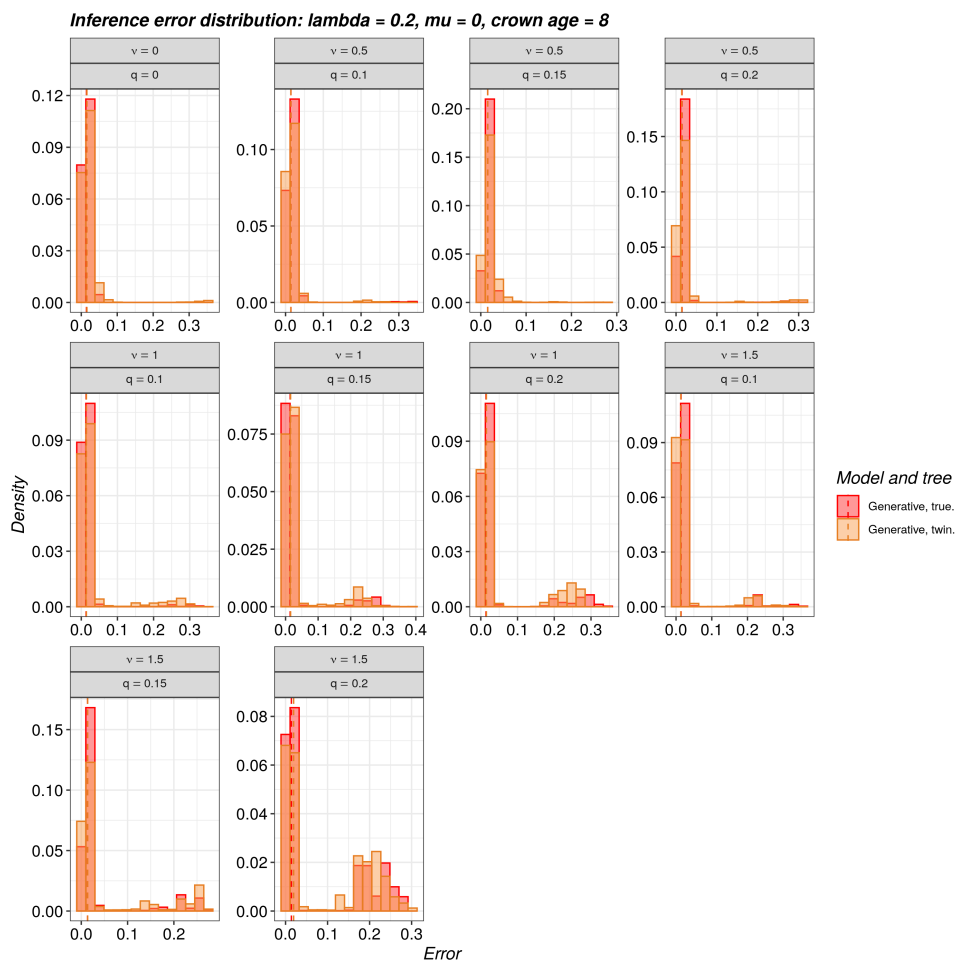 Inference error distribution: lambda = 0.2, mu = 0, crown age = 8
ν = 0
ν = 0.5
ν = 0.5
ν = 0.5
q = 0
q = 0.1
q = 0.15
q = 0.2
0.12
0.09
0.06
0.03
0.00
0.10
0.05
0.00
0.20
0.15
0.10
0.05
0.00
0.15
0.10
0.05
0.00
0.0 0.1 0.2 0.3
0.0 0.1 0.2 0.3
0.0 0.1 0.2 0.3
0.0 0.1 0.2 0.3
ν = 1
ν = 1
ν = 1
ν = 1.5
q = 0.1
q = 0.15
q = 0.2
q = 0.1
0.09
0.06
0.03
0.00
0.075
0.050
0.025
0.000
0.09
0.06
0.03
0.00
0.09
0.06
0.03
0.00
0.0 0.1 0.2 0.3
0.0 0.1 0.2 0.3 0.4
0.0 0.1 0.2 0.3
0.0 0.1 0.2 0.3
ν = 1.5
ν = 1.5
q = 0.15
q = 0.2
0.15
0.10
0.05
0.00
0.08
0.06
0.04
0.02
0.00
0.0 0.1 0.2
0.0 0.1 0.2 0.3
Density
Error
Model and tree
Generative, true.
Generative, twin.